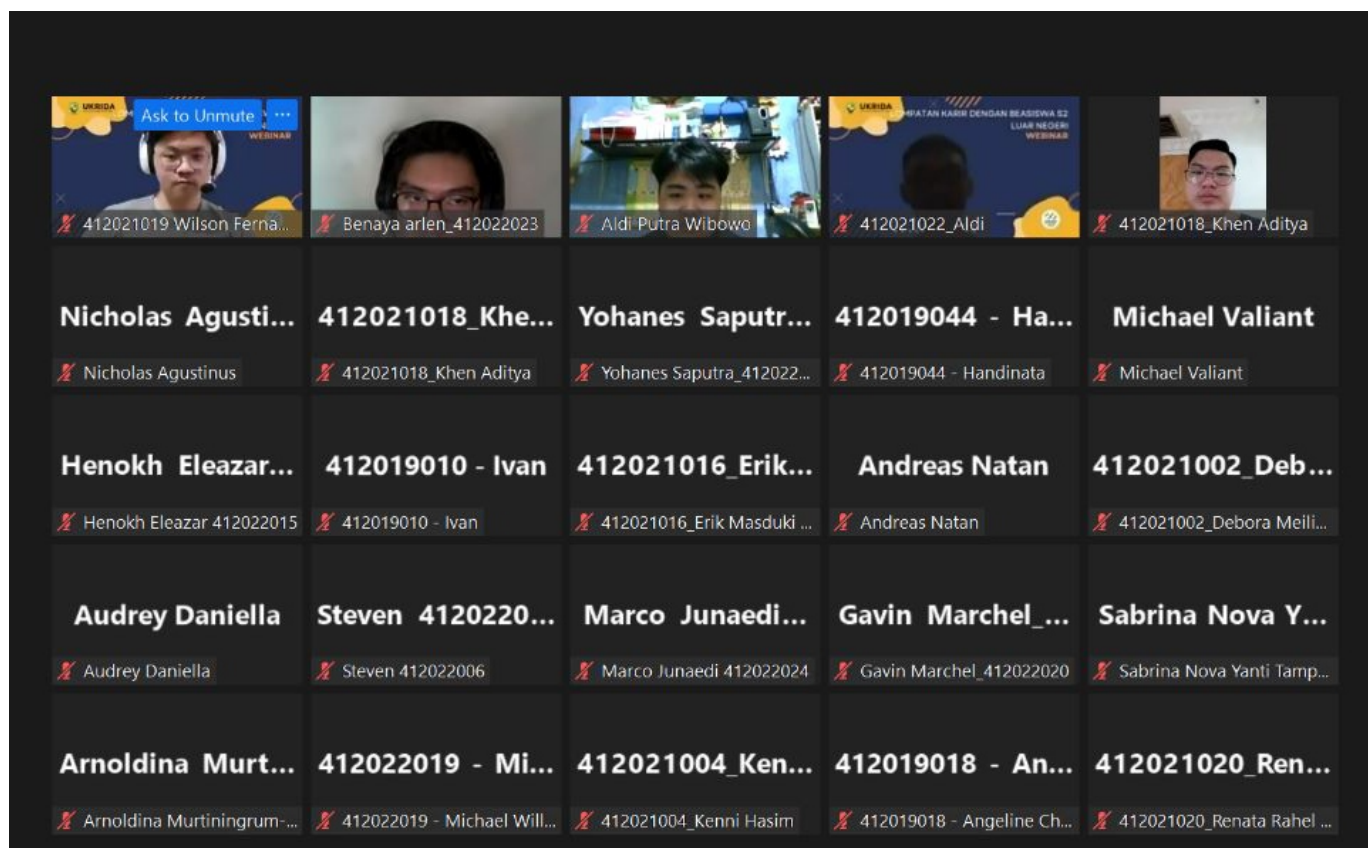 UKRIDA
Ask to Unmute ...
WEBINAR
412021019 Wilson Ferna...
Benaya arlen_412022023
Aldi Putra Wibowo
UKRIDA
OMPATAN KARIR DENGAN BEASISWA S2
LUAR NEGERI
WEBINAR
412021022_Aldi
412021018_Khen Aditya
Nicholas Agusti...
412021018_Khe...
Yohanes Saputr...
412019044 - Ha...
Michael Valiant
Nicholas Agustinus
412021018_Khen Aditya
Yohanes Saputra_412022...
412019044 - Handinata
Michael Valiant
Henokh Eleazar...
412019010 - Ivan
412021016_Erik...
Andreas Natan
412021002_Deb...
Henokh Eleazar 412022015
412019010 - Ivan
412021016_Erik Masduki ...
Andreas Natan
412021002_Debora Meili...
Audrey Daniella
Steven 4120220...
Marco Junaedi...
Gavin Marchel_...
Sabrina Nova Y...
Audrey Daniella
Steven 412022006
Marco Junaedi 412022024
Gavin Marchel_412022020
Sabrina Nova Yanti Tamp...
Arnoldina Murt...
412022019 - Mi...
412021004_Ken...
412019018 - An...
412021020_Ren...
Arnoldina Murtiningrum-...
412022019 - Michael Will...
412021004_Kenni Hasim
412019018 - Angeline Ch...
412021020_Renata Rahel ...